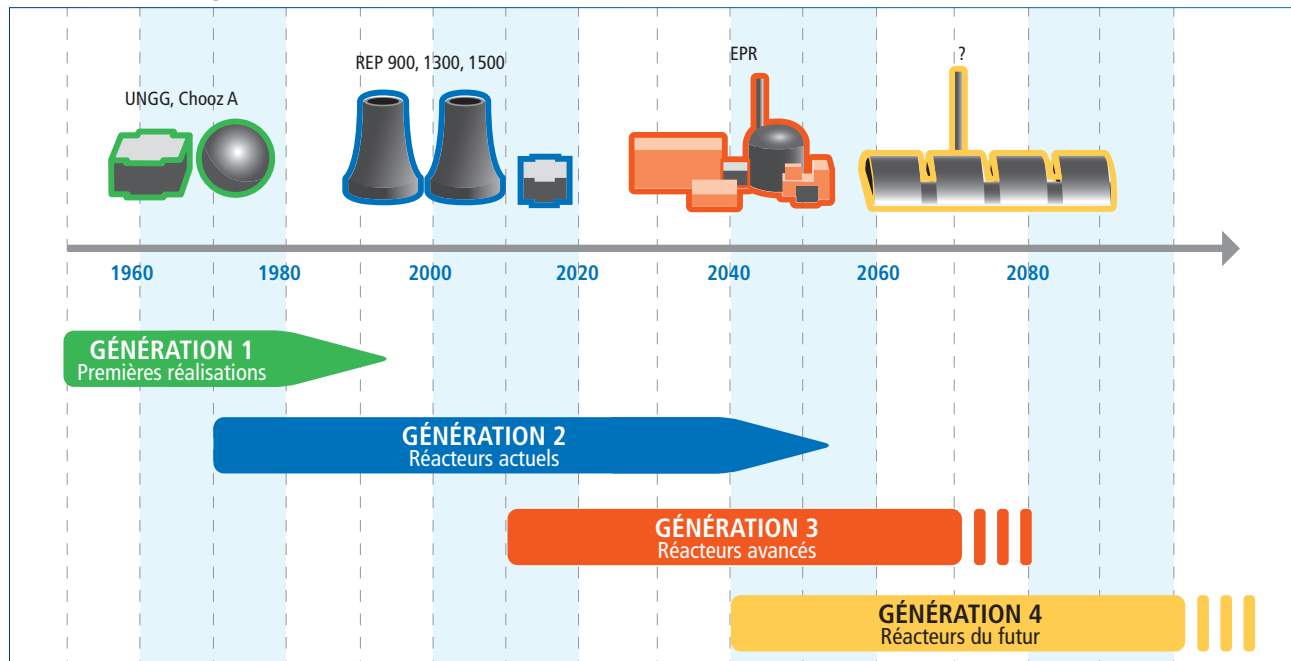 UNGG, Chooz A
REP 900, 1300, 1500
EPR
?
1960
1980
2000
2020
2040
2060
2080
GÉNÉRATION 1
Premières réalisations
GÉNÉRATION 2
Réacteurs actuels
GÉNÉRATION 3
Réacteurs avancés
GÉNÉRATION 4
Réacteurs du futur